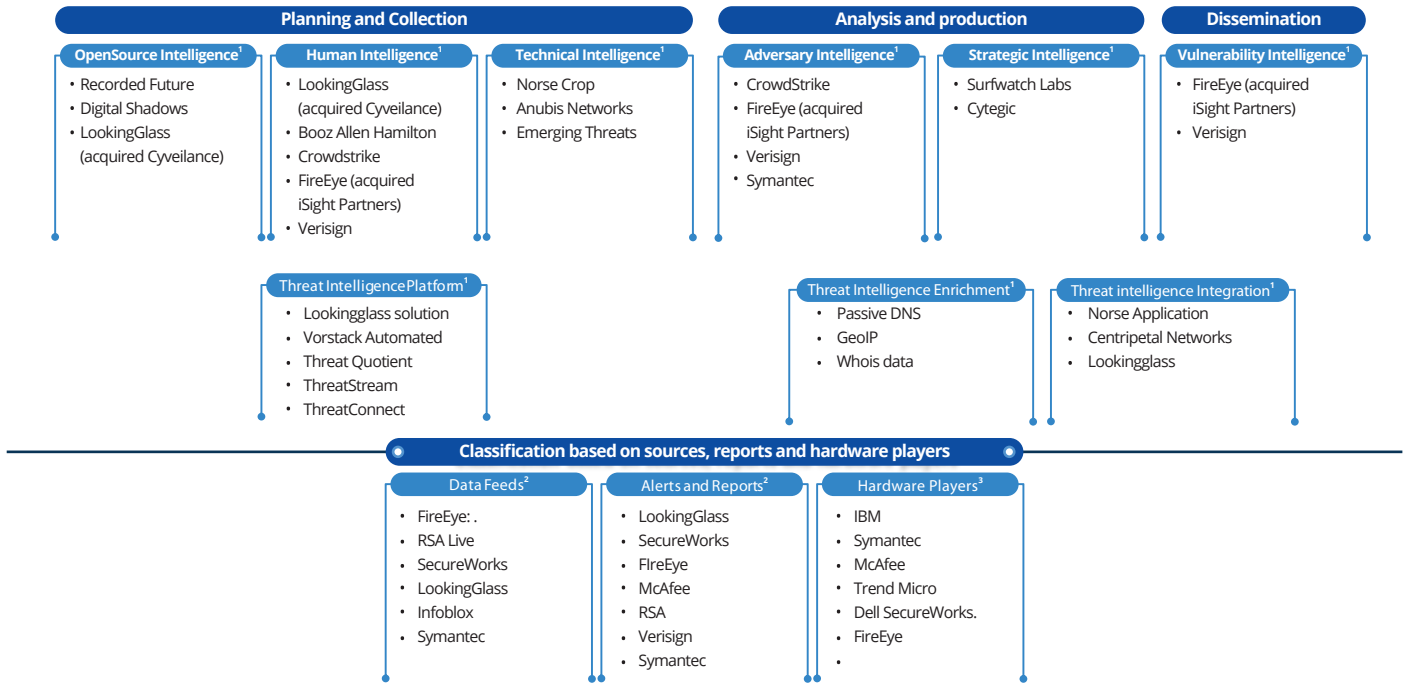 Planning and Collection
OpenSource Intelligence¹
• Recorded Future
• Digital Shadows
• LookingGlass
(acquired Cyveilance)
Human Intelligence¹
• LookingGlass
(acquired Cyveilance)
• Booz Allen Hamilton
• Crowdstrike
• FireEye (acquired
iSight Partners)
• Verisign
Technical Intelligence¹
• Norse Crop
• Anubis Networks
• Emerging Threats
Analysis and production
Adversary Intelligence¹
• CrowdStrike
• FireEye (acquired
iSight Partners)
• Verisign
• Symantec
Strategic Intelligence¹
• Surfwatch Labs
• Cytegic
Dissemination
Vulnerability Intelligence¹
• FireEye (acquired
iSight Partners)
• Verisign
Threat Intelligence Platform¹
• Lookingglass solution
• Vorstack Automated
• Threat Quotient
• ThreatStream
• ThreatConnect
Threat Intelligence Enrichment¹
• Passive DNS
• GeoIP
• Whois data
Threat intelligence Integration¹
• Norse Application
• Centripetal Networks
• Lookingglass
Classification based on sources, reports and hardware players
Data Feeds²
• FireEye: .
• RSA Live
• SecureWorks
• LookingGlass
• Infoblox
• Symantec
Alerts and Reports²
• LookingGlass
• SecureWorks
• FIreEye
• McAfee
• RSA
• Verisign
• Symantec
Hardware Players³
• IBM
• Symantec
• McAfee
• Trend Micro
• Dell SecureWorks.
• FireEye
•